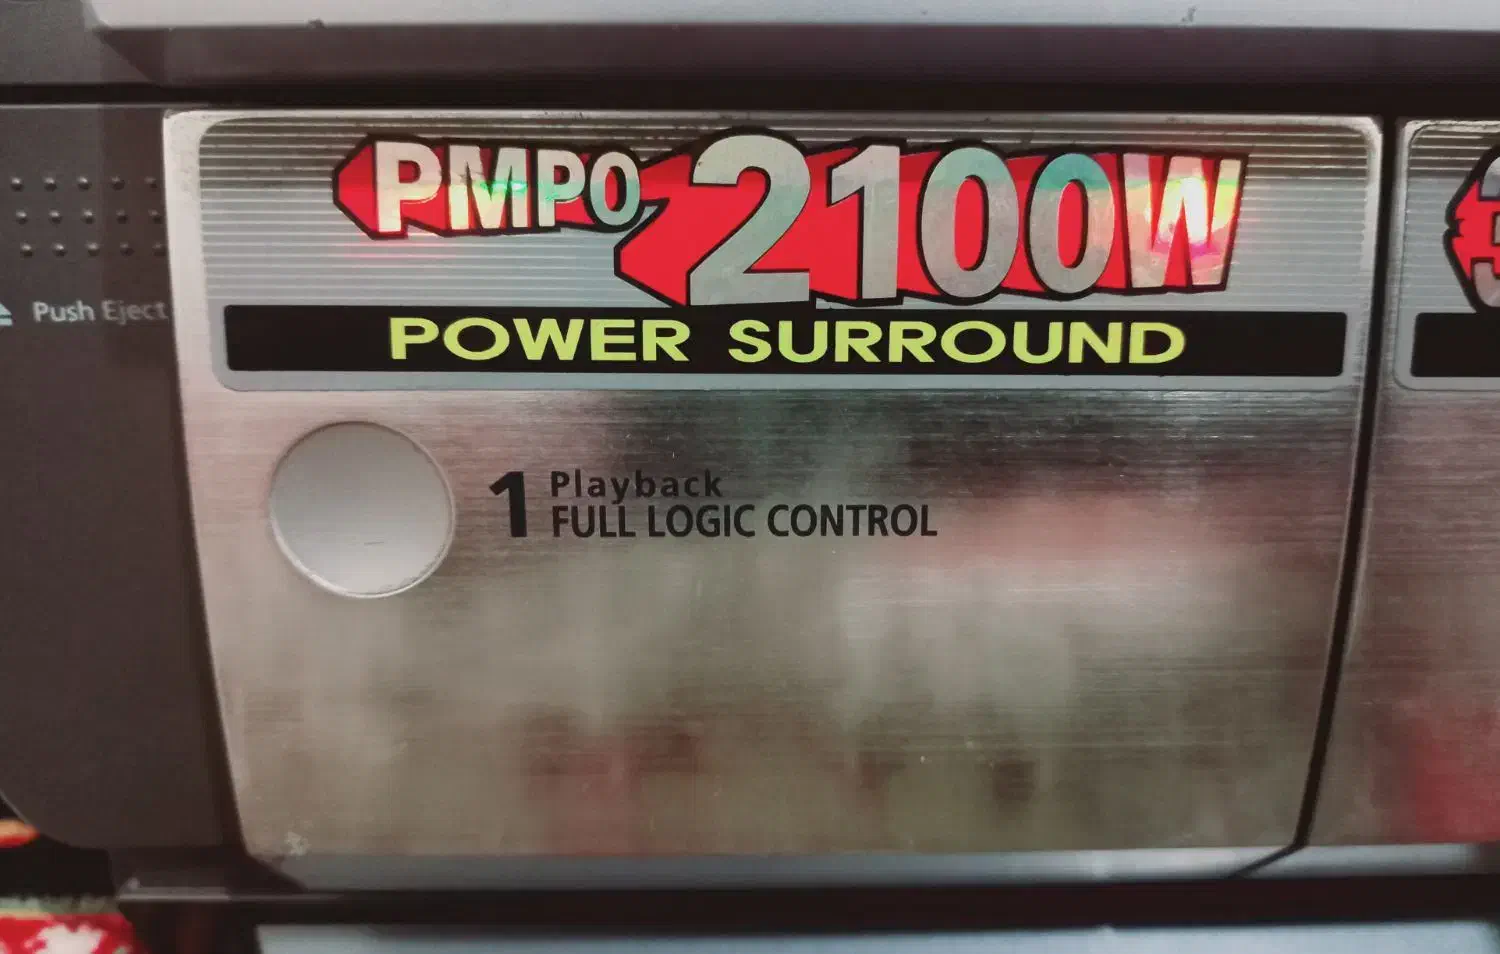 PMPO 2100W
POWER SURROUND
Push Eject
1 Playback
FULL LOGIC CONTROL